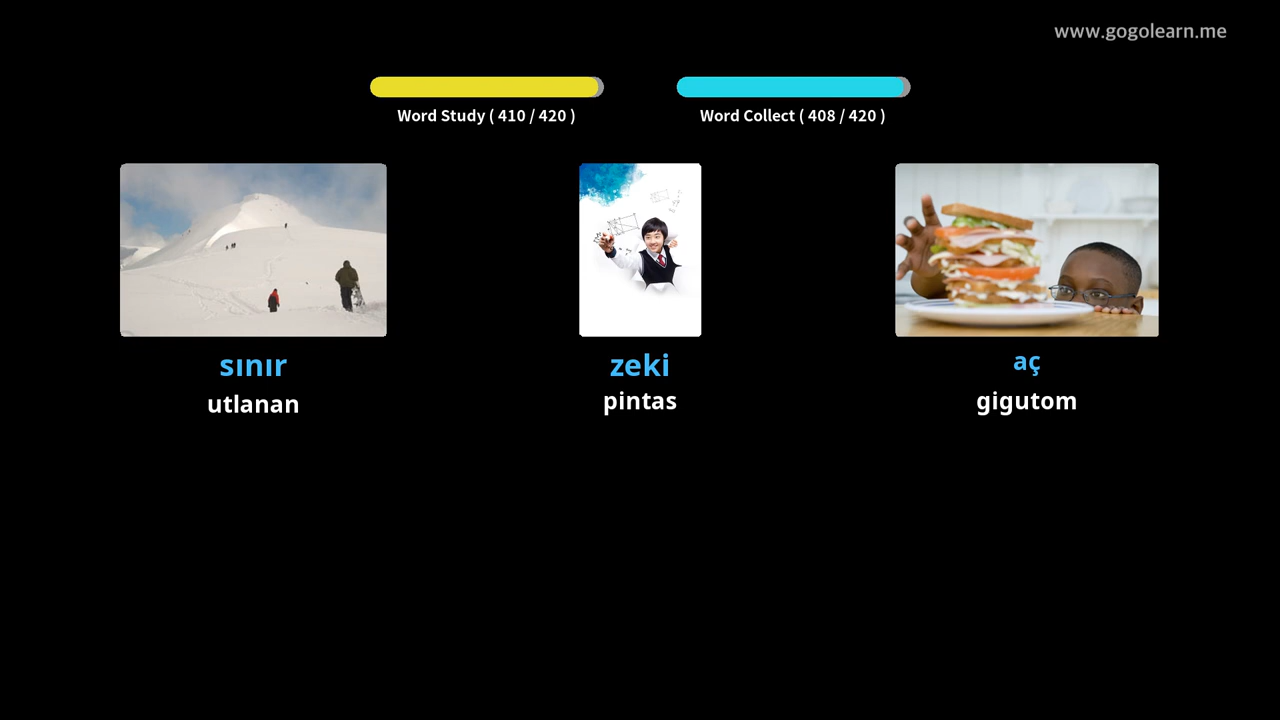 www.gogolearn.me
Word Study ( 410 / 420 )
Word Collect ( 408 / 420 )
sınır
utlanan
zeki
pintas
aç
gigutom